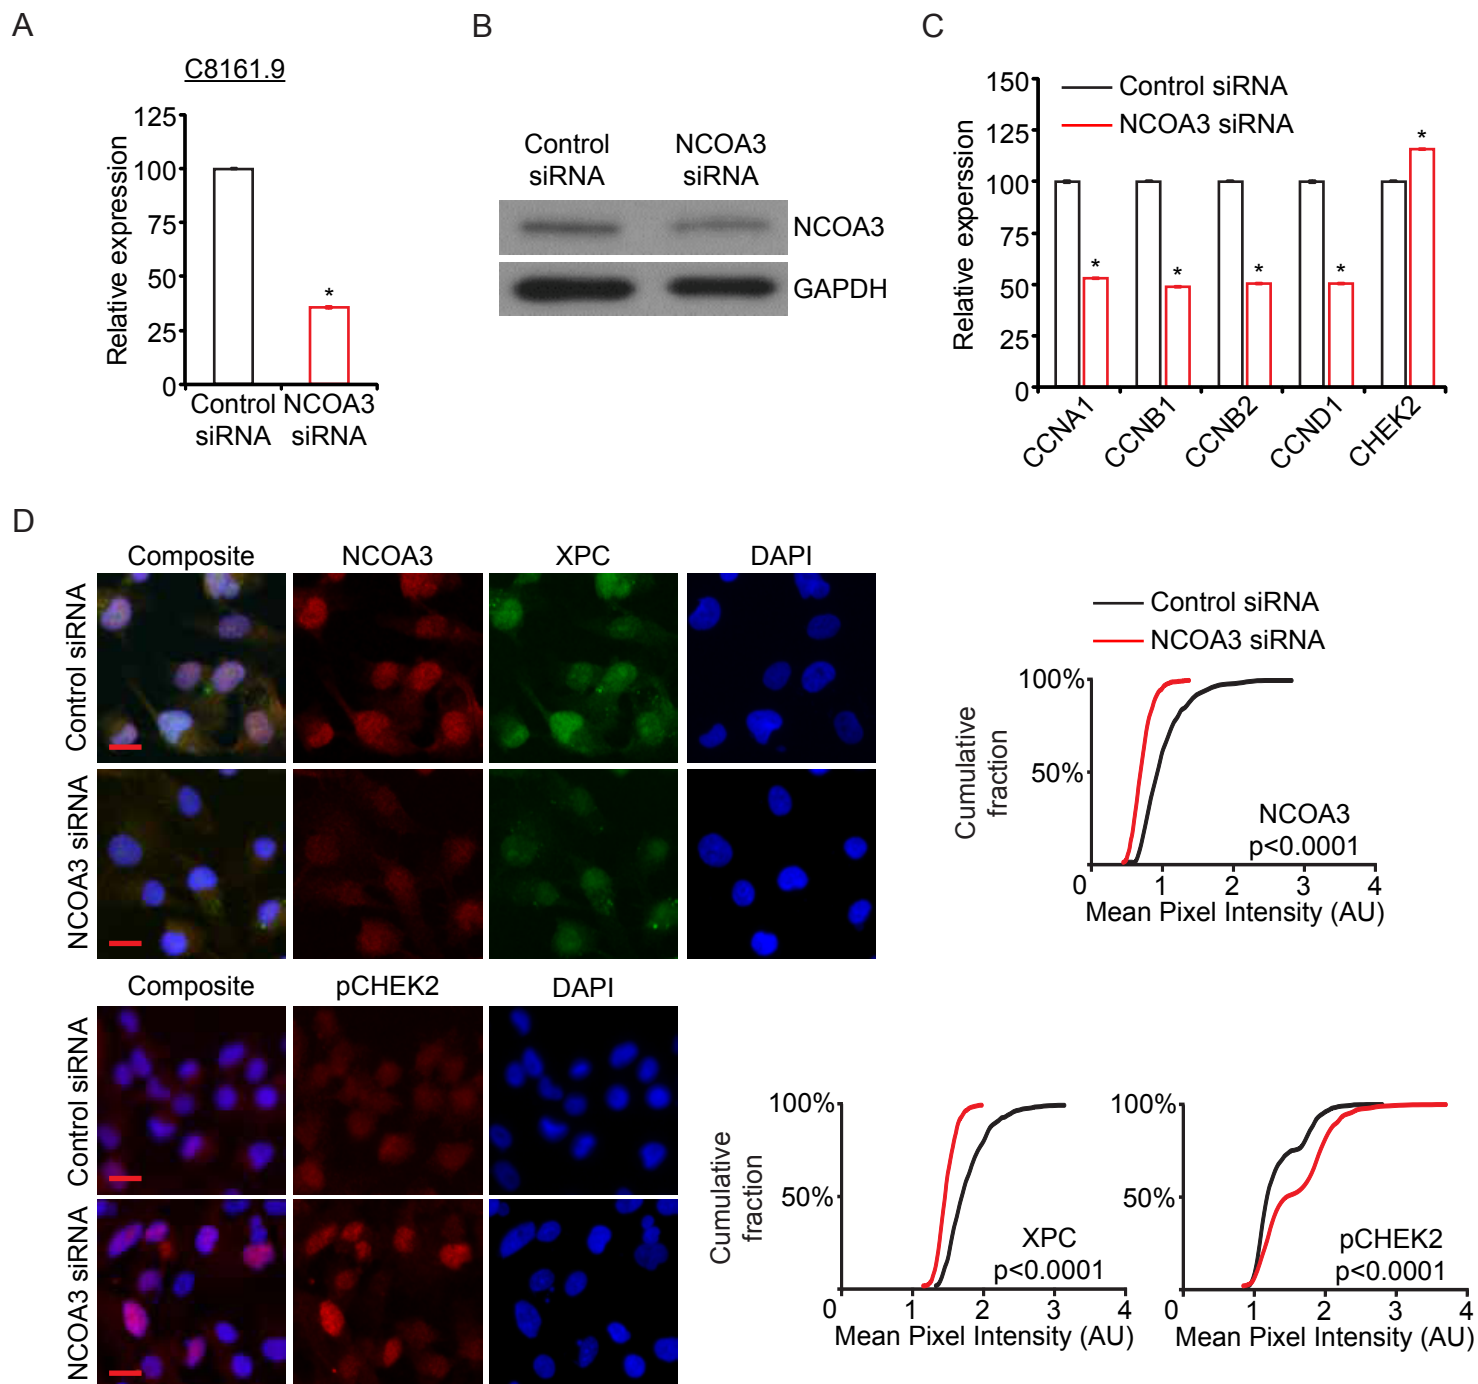 A
C8161.9
Relative expression
125
100
75
50
25
0
*
Control
siRNA
NCOA3
siRNA
B
Control
siRNA
NCOA3
siRNA
NCOA3
GAPDH
C
Relative experssion
150
125
100
75
50
25
0
Control siRNA
NCOA3 siRNA
* * * * *
CCNA1
CCNB1
CCNB2
CCND1
CHEK2
D
Composite NCOA3 XPC DAPI
Control siRNA
NCOA3 siRNA
Control siRNA
NCOA3 siRNA
Cumulative
fraction
100%
50%
NCOA3
p<0.0001
0 1 2 3 4
Mean Pixel Intensity (AU)
Composite pCHEK2 DAPI
Control siRNA
NCOA3 siRNA
Cumulative
fraction
100%
50%
XPC
p<0.0001
0 1 2 3 4
Mean Pixel Intensity (AU)
100%
50%
pCHEK2
p<0.0001
0 1 2 3 4
Mean Pixel Intensity (AU)